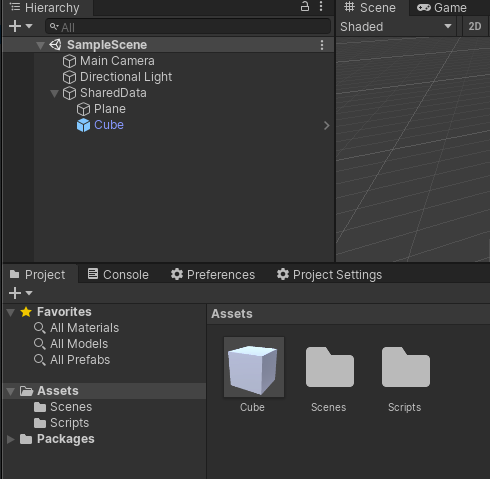 Hierarchy
All
SampleScene
Main Camera
Directional Light
SharedData
Plane
Cube
Scene
Game
Shaded
2D
Project
Console
Preferences
Project Settings
Favorites
All Materials
All Models
All Prefabs
Assets
Scenes
Scripts
Packages
Assets
Cube
Scenes
Scripts